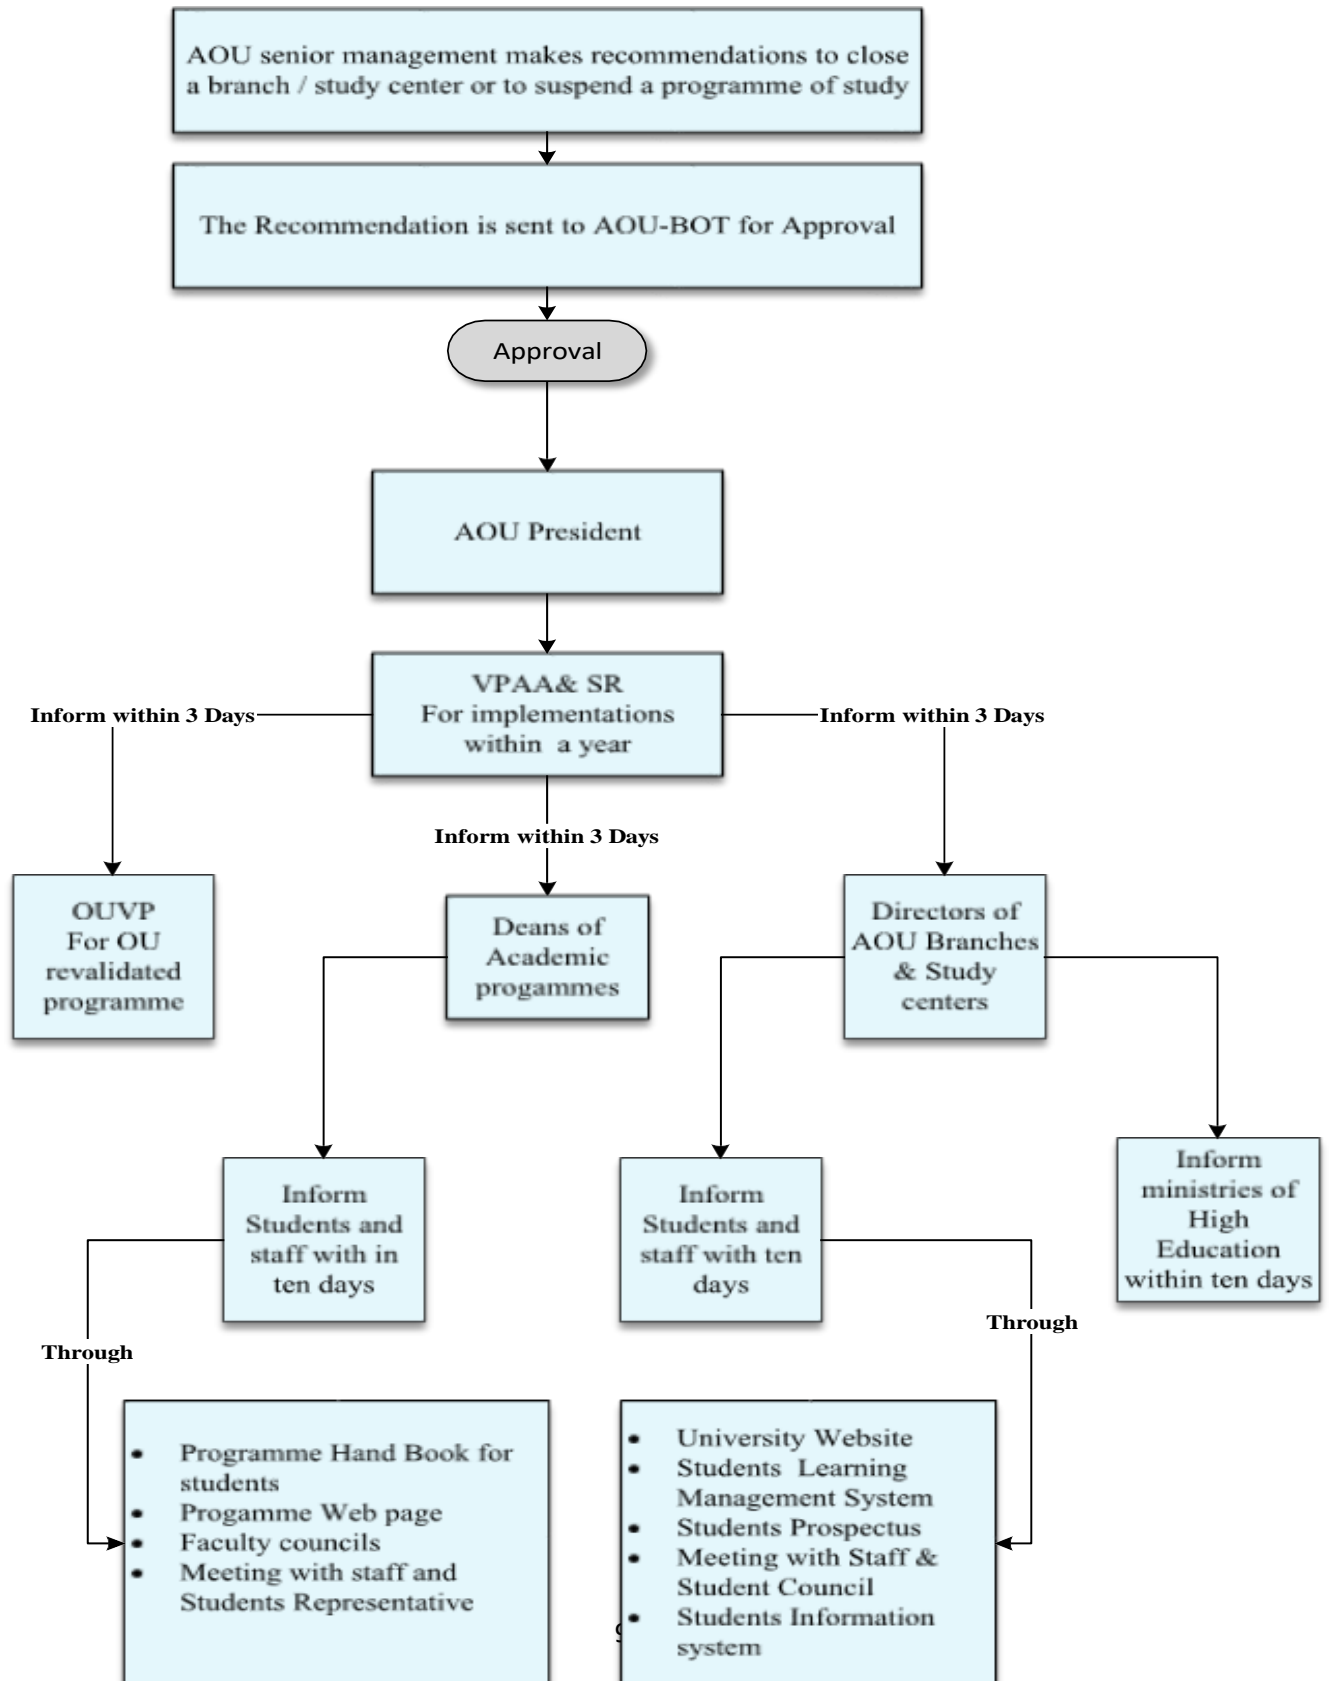 AOU senior management makes recommendations to close
a branch / study center or to suspend a programme of study
The Recommendation is sent to AOU-BOT for Approval
Approval
AOU President
VPAA& SR
For implementations
within a year
Inform within 3 Days
Inform within 3 Days
Inform within 3 Days
OUVP
For OU
revalidated
programme
Deans of
Academic
progammes
Directors of
AOU Branches
& Study
centers
Inform
Students and
staff with in
ten days
Inform
Students and
staff with ten
days
Inform
ministries of
High
Education
within ten days
Through
Through
• Programme Hand Book for
students
• Progamme Web page
• Faculty councils
• Meeting with staff and
Students Representative
• University Website
• Students Learning
Management System
• Students Prospectus
• Meeting with Staff &
Student Council
• Students Information
system